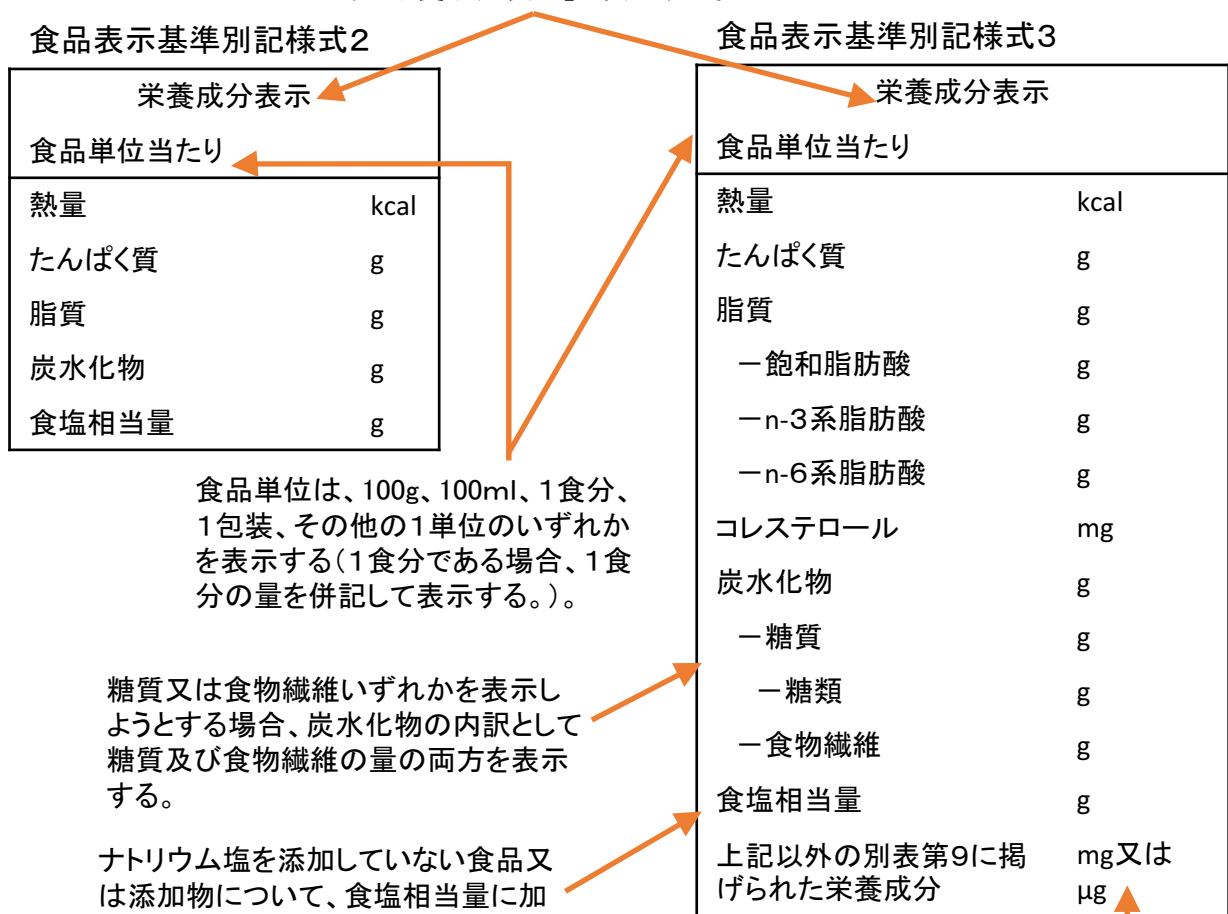 食品表示基準別記様式2
栄養成分表示
食品単位当たり
熱量 kcal
たんぱく質 g
脂質 g
炭水化物 g
食塩相当量 g
食品表示基準別記様式3
栄養成分表示
食品単位当たり
熱量 kcal
たんぱく質 g
脂質 g
－飽和脂肪酸 g
－n-3系脂肪酸 g
－n-6系脂肪酸 g
コレステロール mg
炭水化物 g
－糖質 g
－糖類 g
－食物繊維 g
食塩相当量 g
上記以外の別表第9に掲 mg又は
げられた栄養成分 μg
食品単位は、100g、100ml、1食分、
1包装、その他の1単位のいずれか
を表示する(1食分である場合、1食
分の量を併記して表示する。)。
糖質又は食物繊維いずれかを表示し
ようとする場合、炭水化物の内訳として
糖質及び食物繊維の量の両方を表示
する。
ナトリウム塩を添加していない食品又
は添加物について、食塩相当量に加